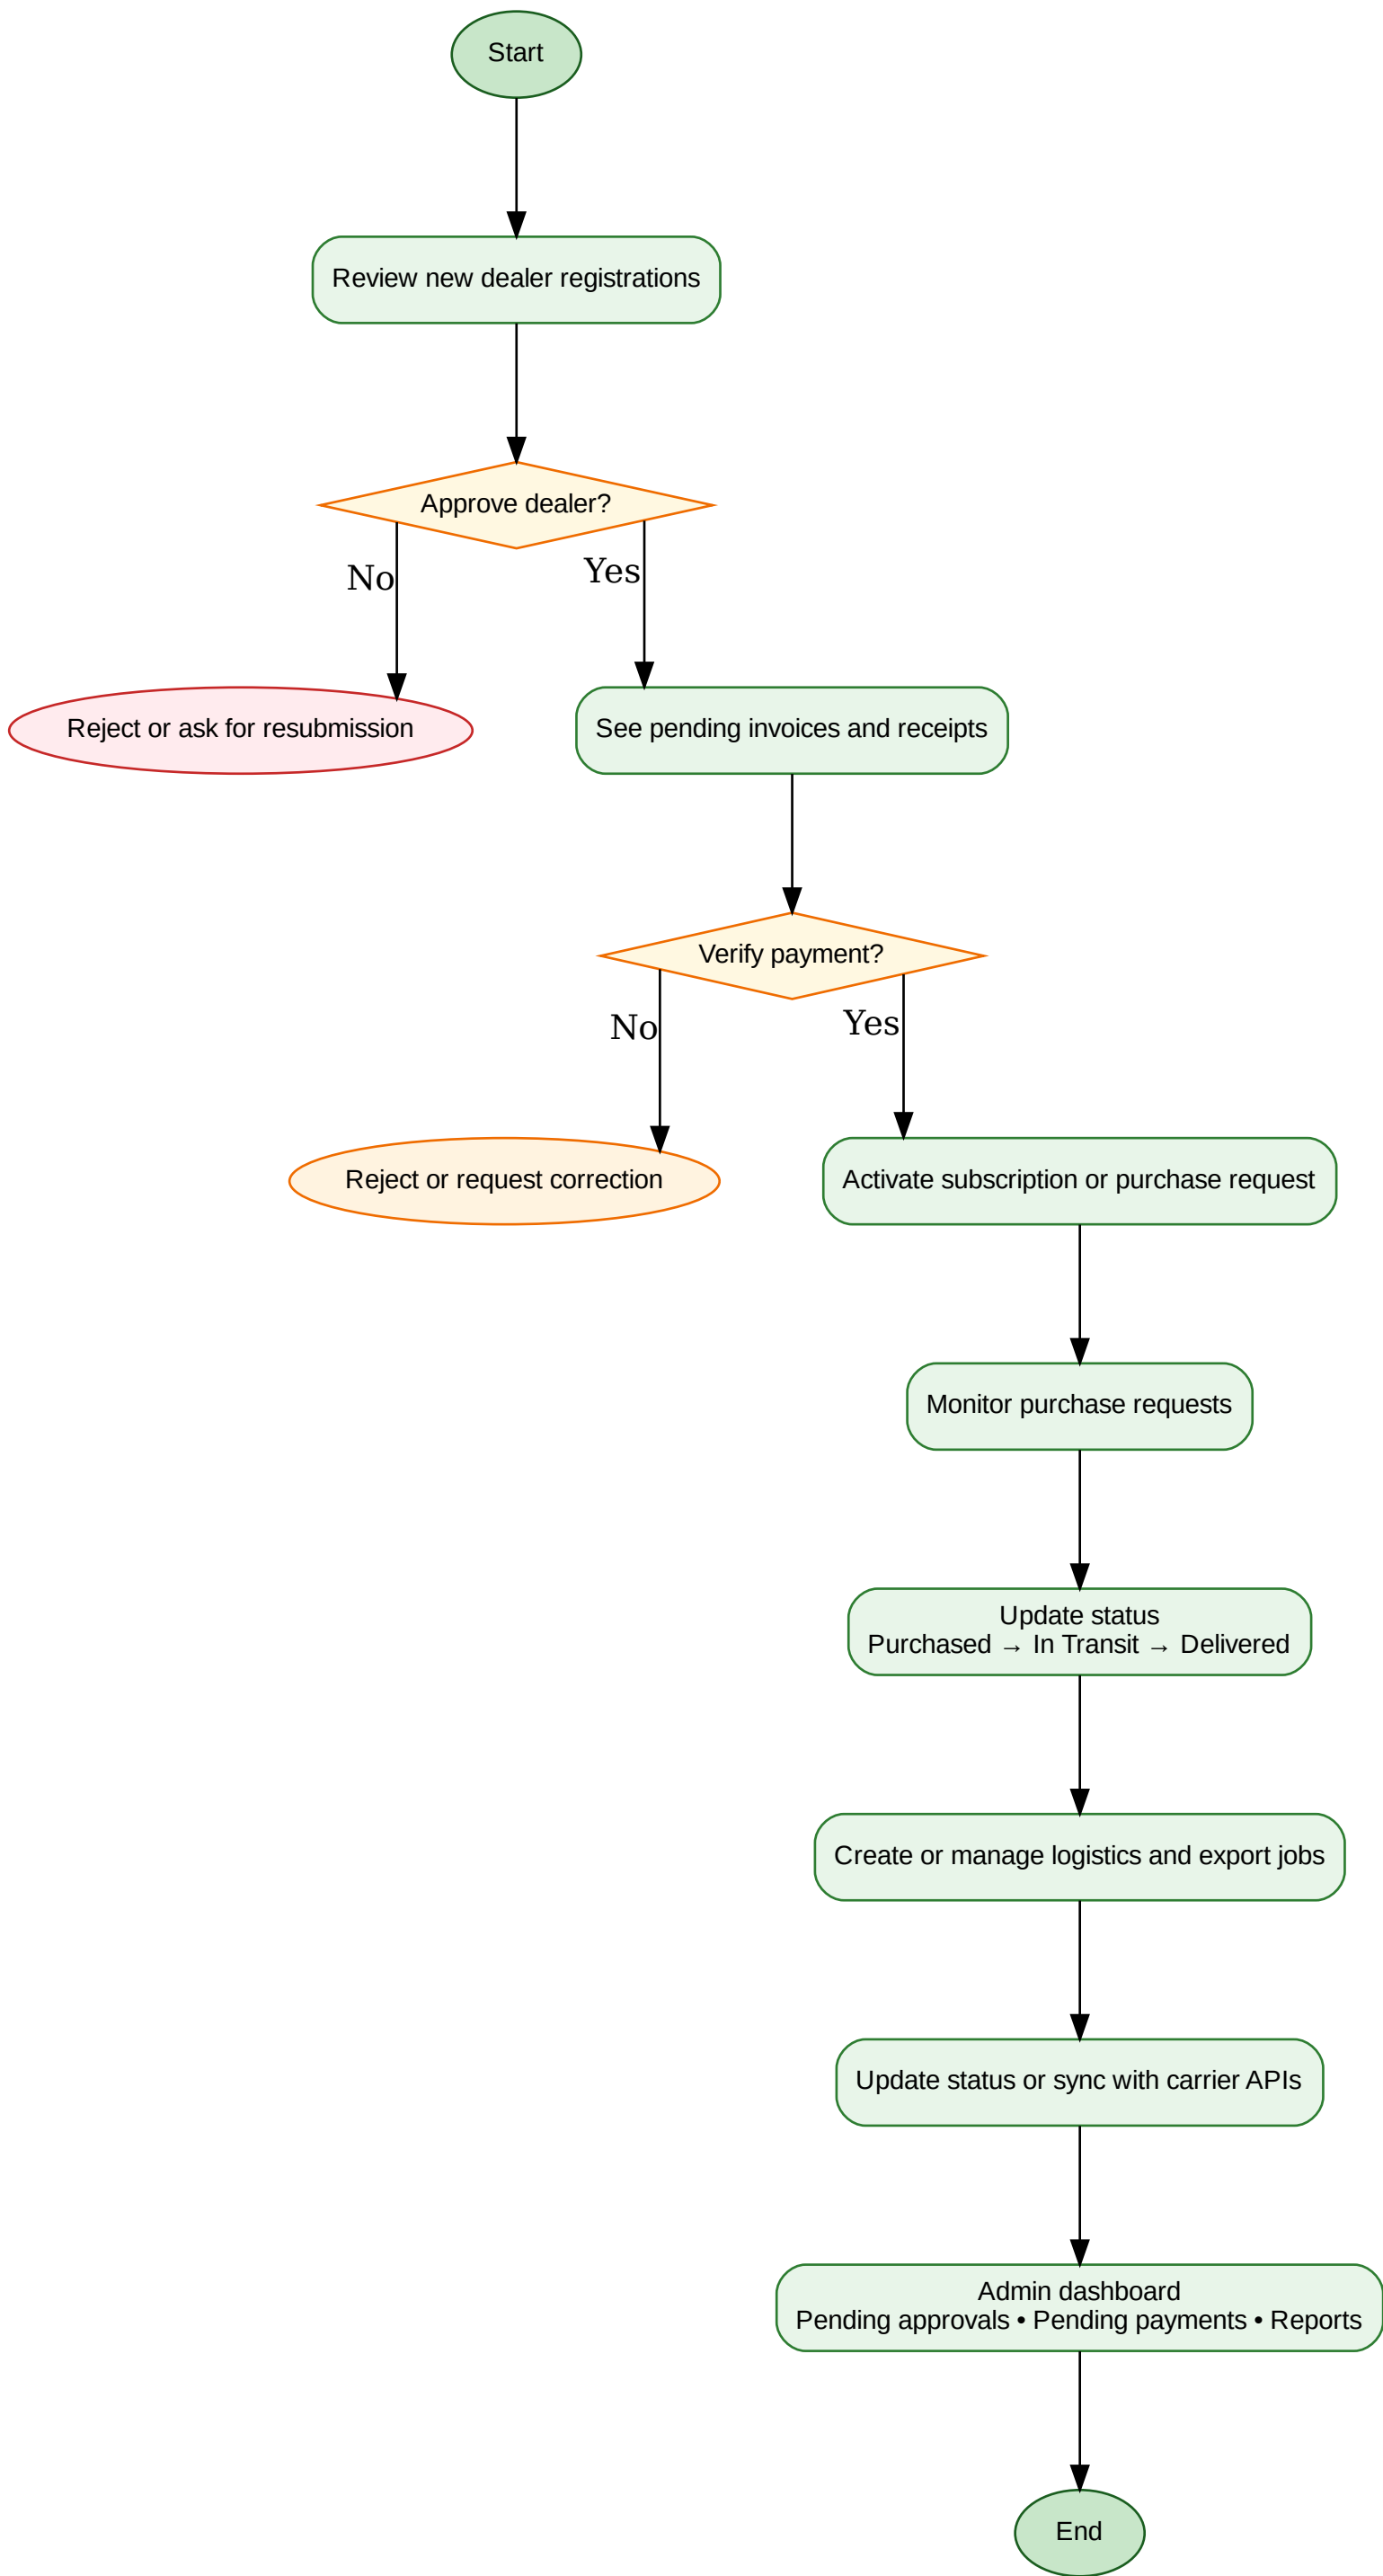 Start
Review new dealer registrations
Approve dealer?
No
Yes
Reject or ask for resubmission
See pending invoices and receipts
Verify payment?
No
Yes
Reject or request correction
Activate subscription or purchase request
Monitor purchase requests
Update status
Purchased → In Transit → Delivered
Create or manage logistics and export jobs
Update status or sync with carrier APIs
Admin dashboard
Pending approvals • Pending payments • Reports
End